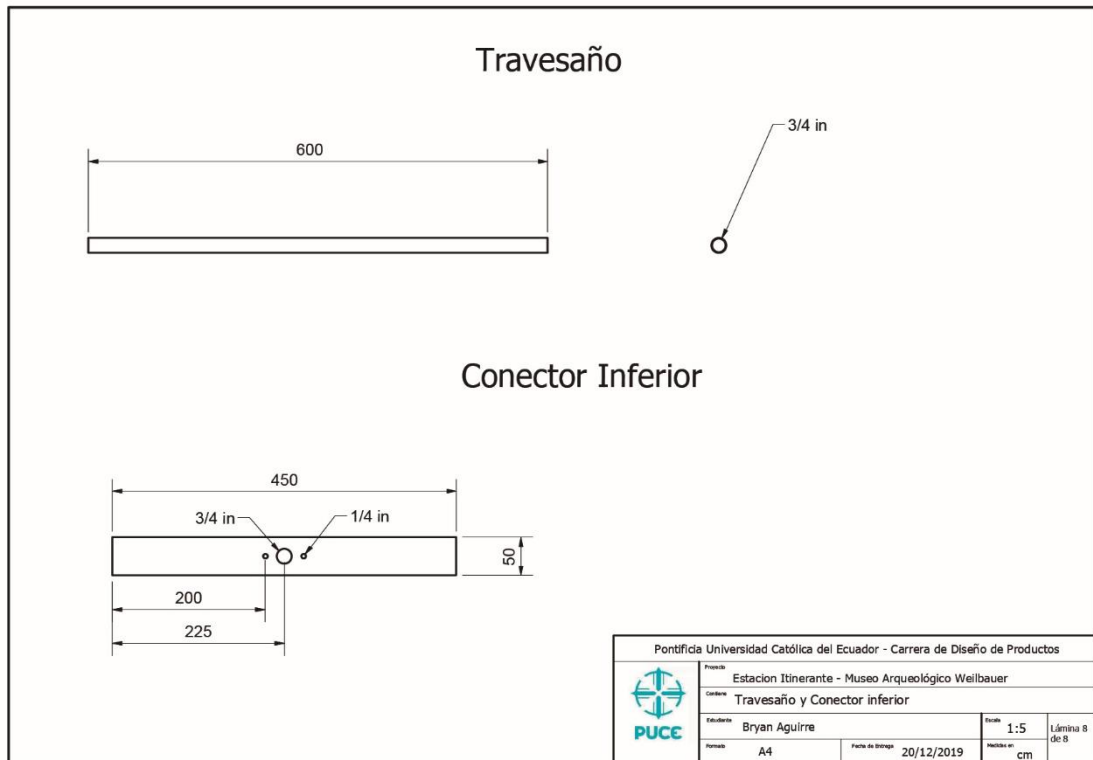 Travesaño
600
3/4 in
Conector Inferior
450
3/4 in
1/4 in
50
200
225
Pontificia Universidad Católica del Ecuador - Carrera de Diseño de Productos
PUCE
Proyecto
Estacion Itinerante - Museo Arqueológico Weilbauer
Contiene
Travesaño y Conector inferior
Estudiante
Bryan Aguirre
Escala
1:5
Lámina 8
de 8
Formato
A4
Fecha de Entrega
20/12/2019
Medidas en
cm